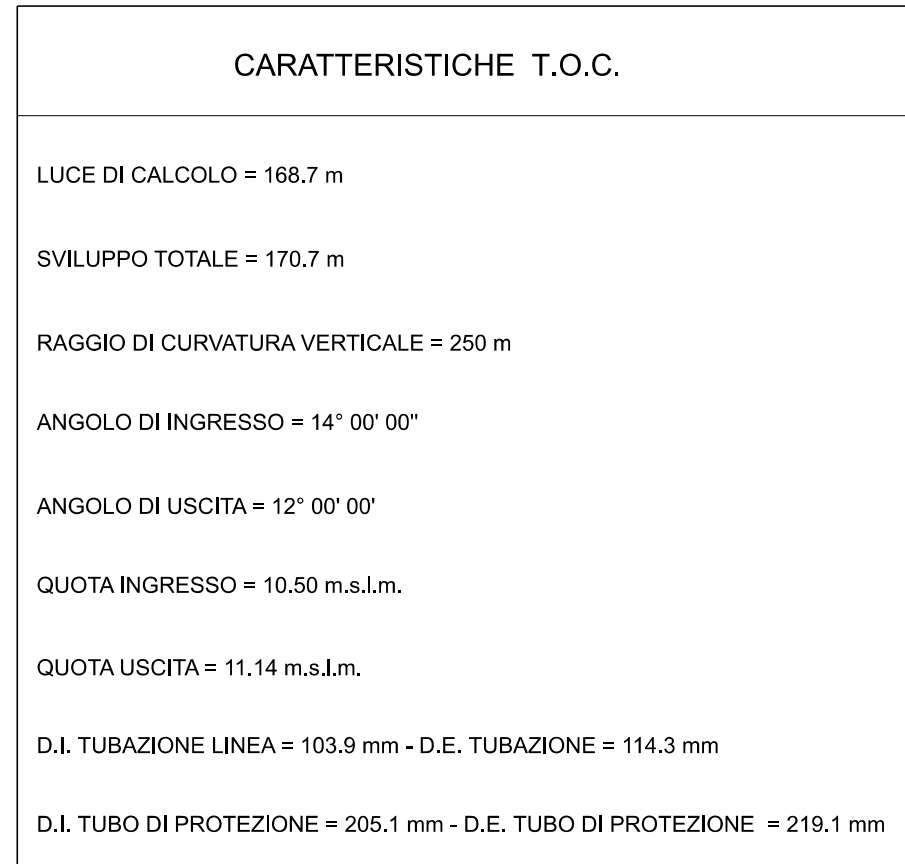 CARATTERISTICHE T.O.C.
LUCE DI CALCOLO = 168.7 m
SVILUPPO TOTALE = 170.7 m
RAGGIO DI CURVATURA VERTICALE = 250 m
ANGOLO DI INGRESSO = 14° 00' 00"
ANGOLO DI USCITA = 12° 00' 00'
QUOTA INGRESSO = 10.50 m.s.l.m.
QUOTA USCITA = 11.14 m.s.l.m.
D.I. TUBAZIONE LINEA = 103.9 mm - D.E. TUBAZIONE = 114.3 mm
D.I. TUBO DI PROTEZIONE = 205.1 mm - D.E. TUBO DI PROTEZIONE = 219.1 mm